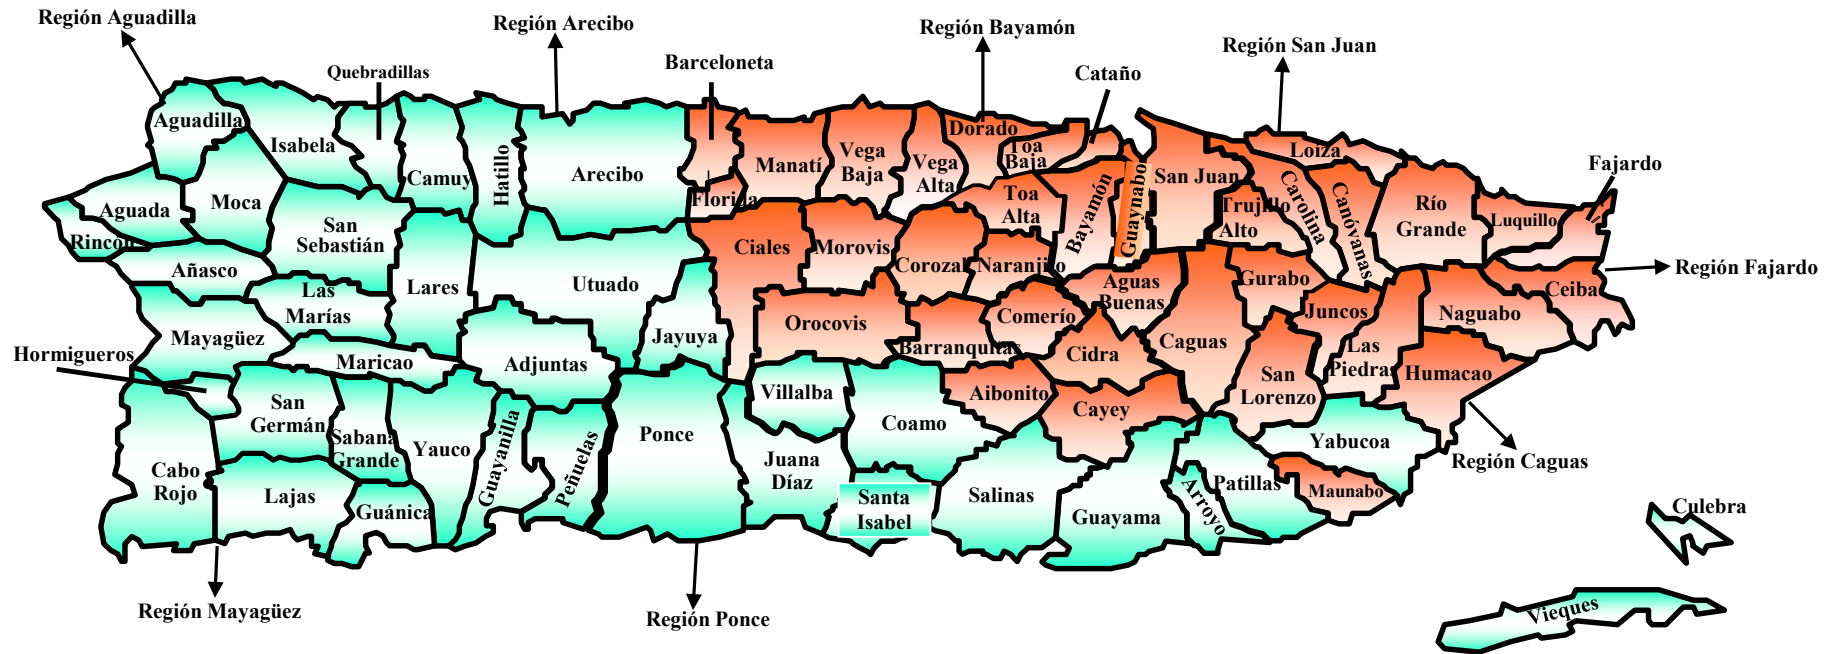 Región Aguadilla
Región Arecibo
Región Bayamón
Región San Juan
Quebradillas
Barceloneta
Cataño
Aguadilla
Isabela
Camuy
Hatillo
Arecibo
Manatí
Vega
Baja
Vega
Alta
Dorado
Toa
Baja
Loiza
Fajardo
Moca
Aguada
Rincón
San
Sebastián
Florida
Toa
Alta
Bayamón
Guaynabo
San Juan
Trujillo
Alto
Carolina
Canóvanas
Río
Grande
Luquillo
Región Fajardo
Añasco
Las
Marías
Lares
Utuado
Ciales
Morovis
Corozal
Naranjito
Aguas
Buenas
Gurabo
Ceiba
Mayagüez
Hormigueros
Maricao
Adjuntas
Jayuya
Orocovis
Barranquitas
Comerío
Cidra
Caguas
Juncos
Las
Piedras
Naguabo
Humacao
San
Lorenzo
San
Germán
Sabana
Grande
Yauco
Guayanilla
Peñuelas
Ponce
Villalba
Coamo
Aibonito
Cayey
Yabucoa
Región Caguas
Cabo
Rojo
Lajas
Guánica
Juana
Díaz
Santa
Isabel
Salinas
Guayama
Arroyo
Patillas
Maunabo
Culebra
Vieques
Región Mayagüez
Región Ponce